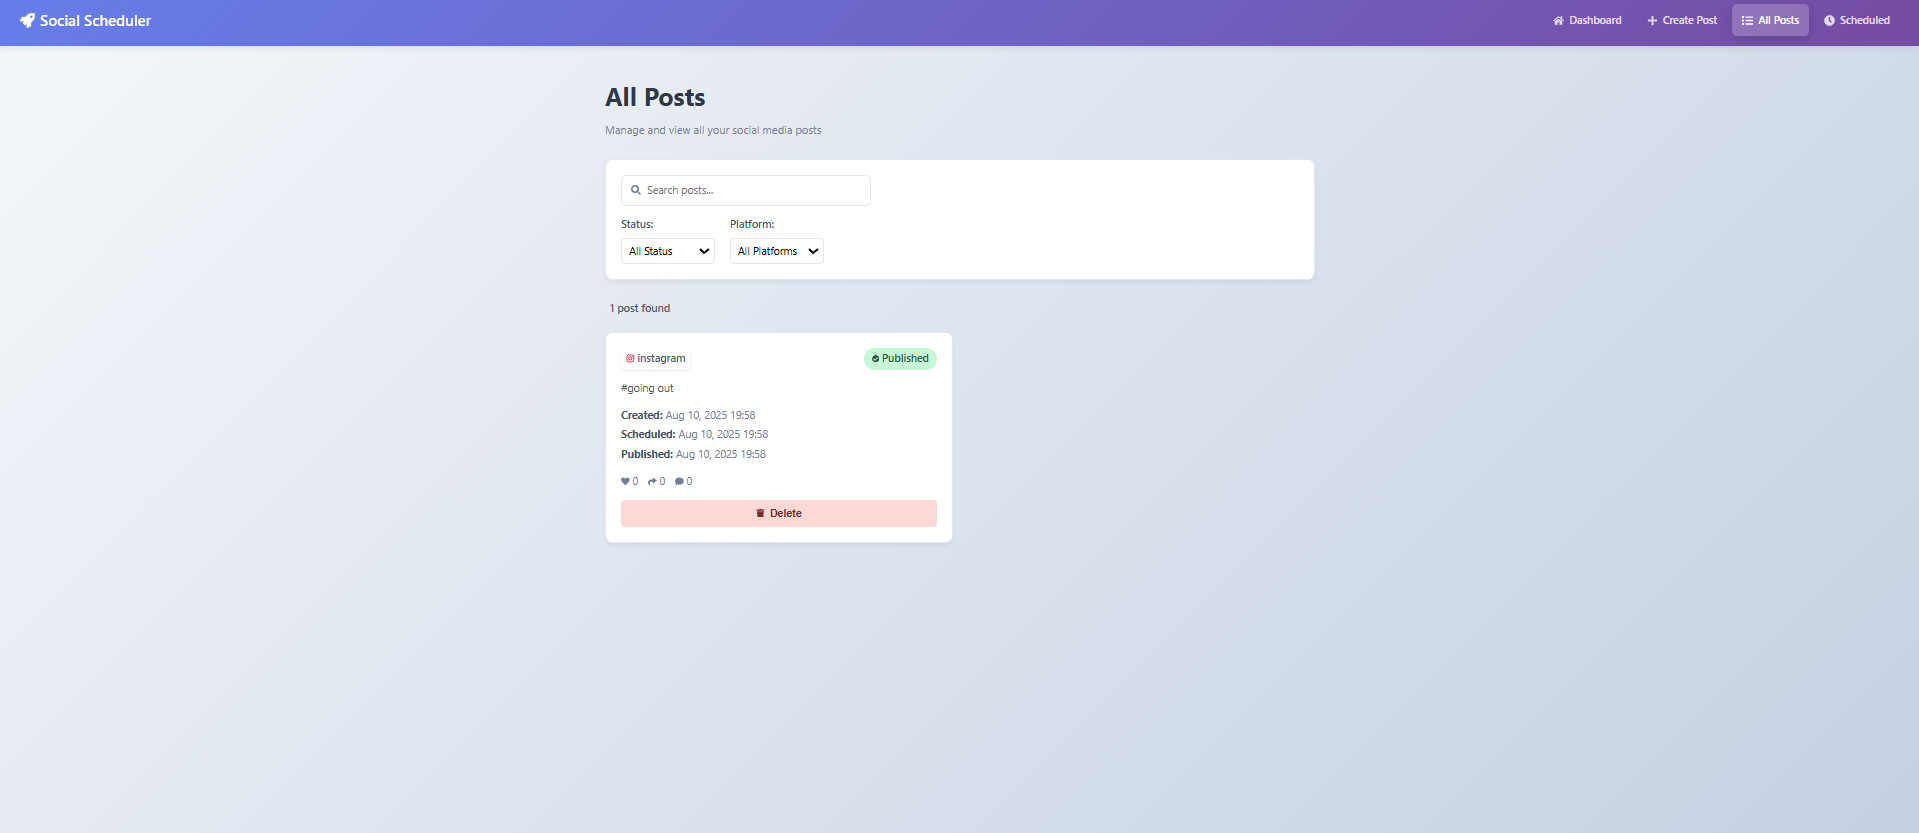 Social Scheduler
Dashboard
Create Post
All Posts
Scheduled
All Posts
Manage and view all your social media posts
Search posts...
Status:
Platform:
All Status
All Platforms
1 post found
instagram
Published
#going out
Created: Aug 10, 2025 19:58
Scheduled: Aug 10, 2025 19:58
Published: Aug 10, 2025 19:58
0 0 0
Delete